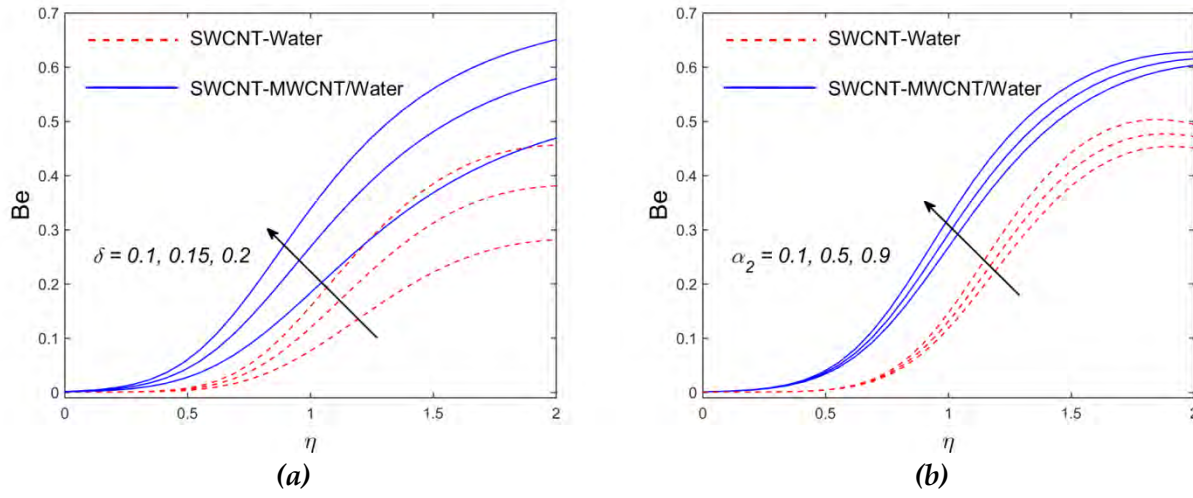 SWCNT-Water
SWCNT-MWCNT/Water
Be
0.7
0.6
0.5
0.4
0.3
0.2
0.1
0
δ = 0.1, 0.15, 0.2
0 0.5 1 1.5 2
η
(a)
SWCNT-Water
SWCNT-MWCNT/Water
Be
0.7
0.6
0.5
0.4
0.3
0.2
0.1
0
α₂ = 0.1, 0.5, 0.9
0 0.5 1 1.5 2
η
(b)